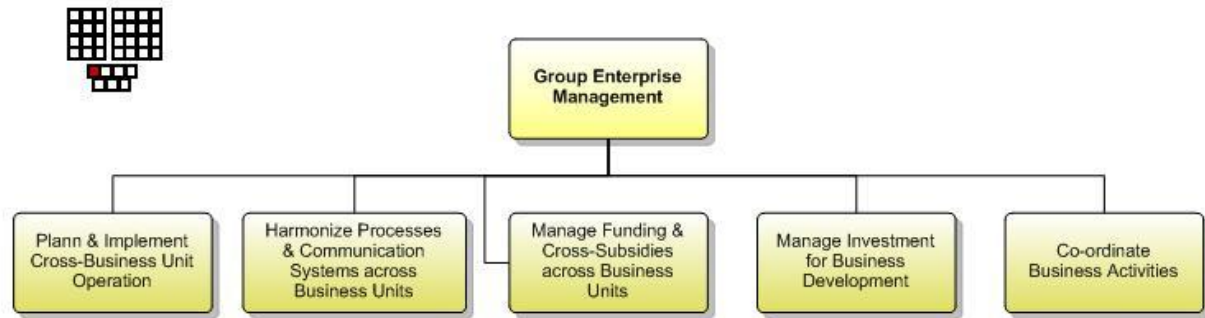 Group Enterprise
Management
Plann & Implement
Cross-Business Unit
Operation
Harmonize Processes
& Communication
Systems across
Business Units
Manage Funding &
Cross-Subsidies
across Business
Units
Manage Investment
for Business
Development
Co-ordinate
Business Activities